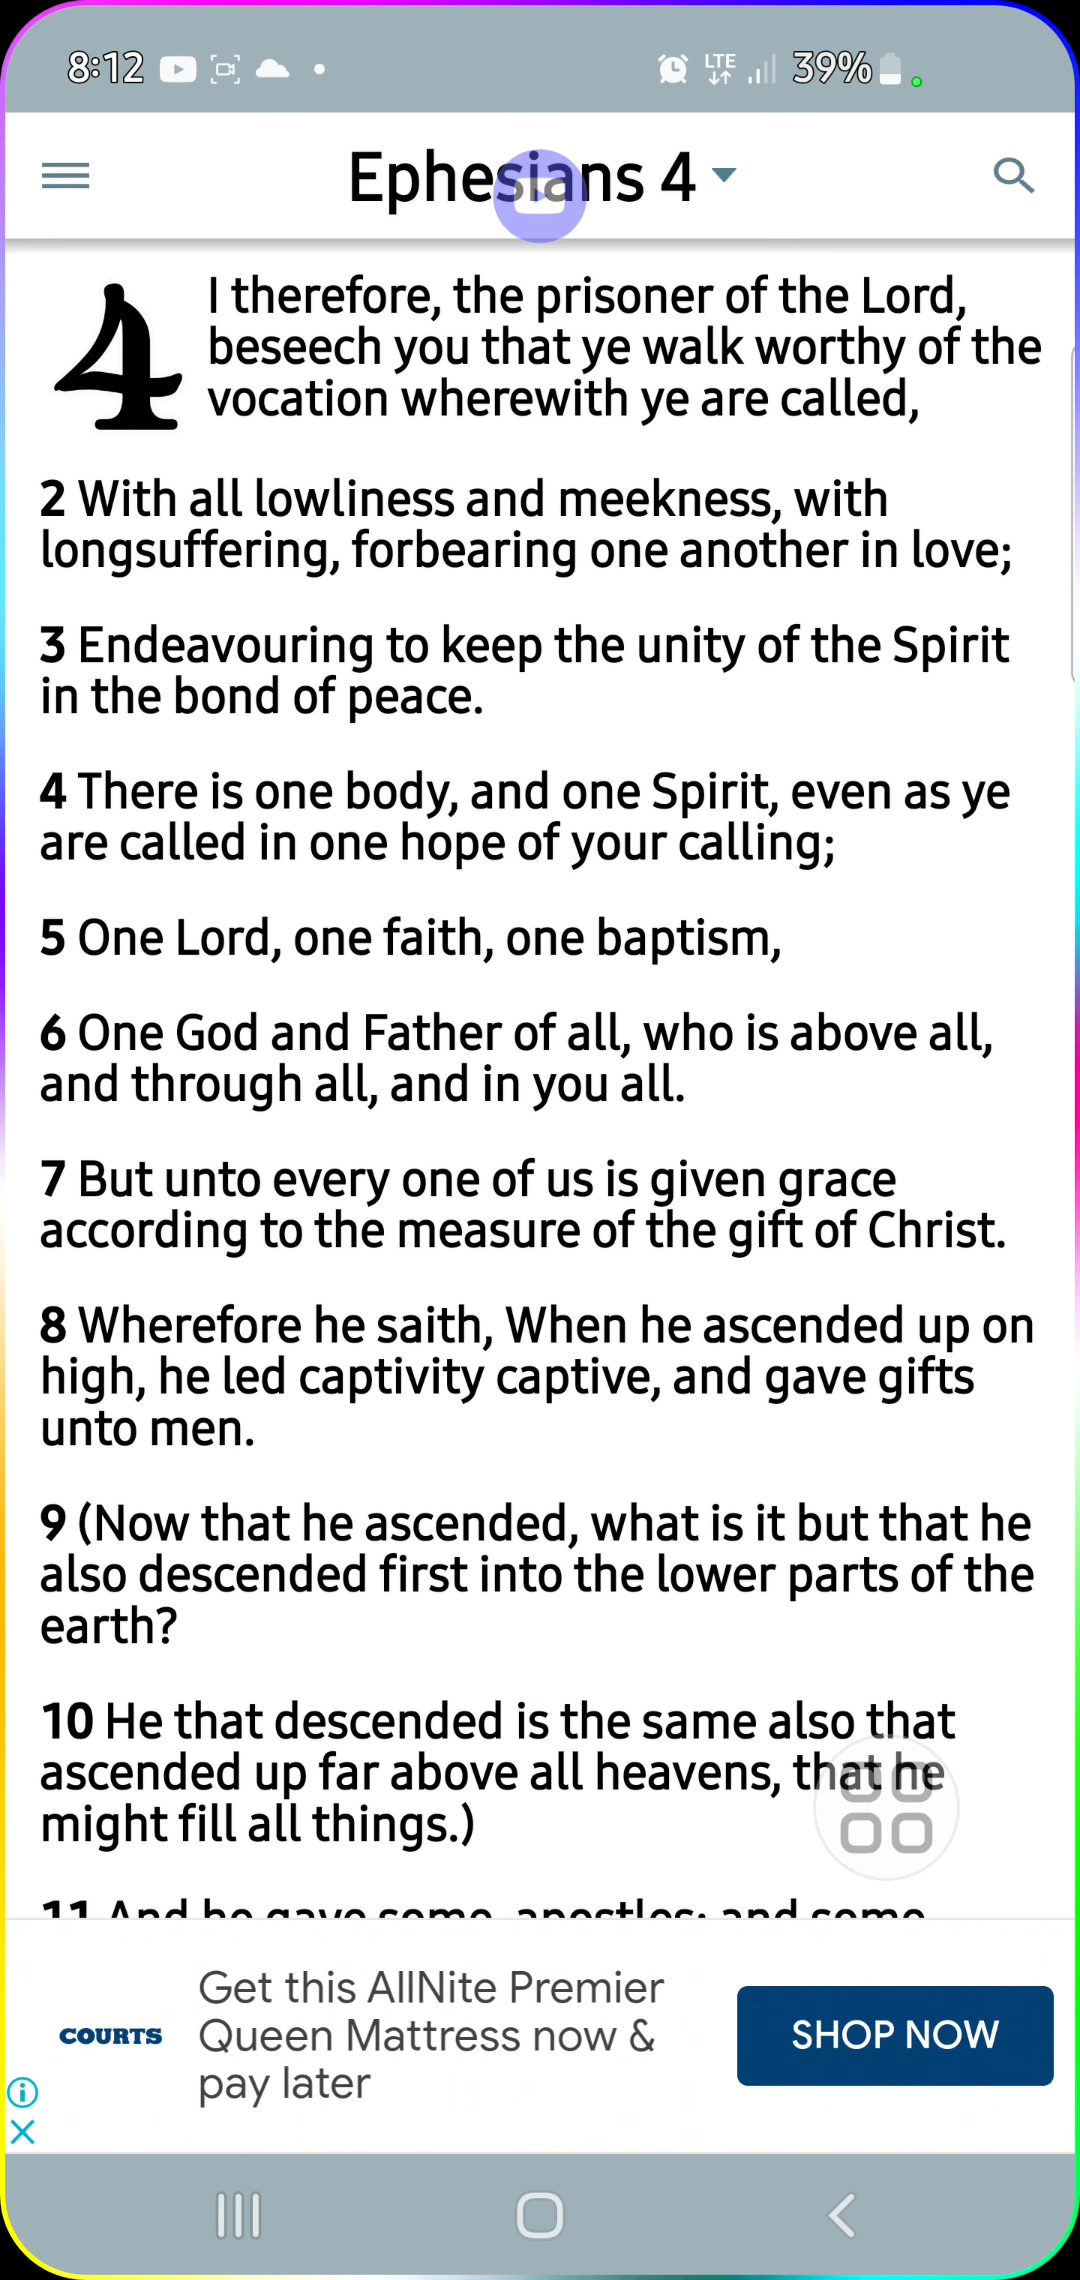 8:12
LTE
39%
Ephesians 4
4
I therefore, the prisoner of the Lord,
beseech you that ye walk worthy of the
vocation wherewith ye are called,
2 With all lowliness and meekness, with
longsuffering, forbearing one another in love;
3 Endeavouring to keep the unity of the Spirit
in the bond of peace.
4 There is one body, and one Spirit, even as ye
are called in one hope of your calling;
5 One Lord, one faith, one baptism,
6 One God and Father of all, who is above all,
and through all, and in you all.
7 But unto every one of us is given grace
according to the measure of the gift of Christ.
8 Wherefore he saith, When he ascended up on
high, he led captivity captive, and gave gifts
unto men.
9 (Now that he ascended, what is it but that he
also descended first into the lower parts of the
earth?
10 He that descended is the same also that
ascended up far above all heavens, that he
might fill all things.)
11 And he gave some, apostles; and some,
COURTS
Get this AllNite Premier
Queen Mattress now &
pay later
SHOP NOW